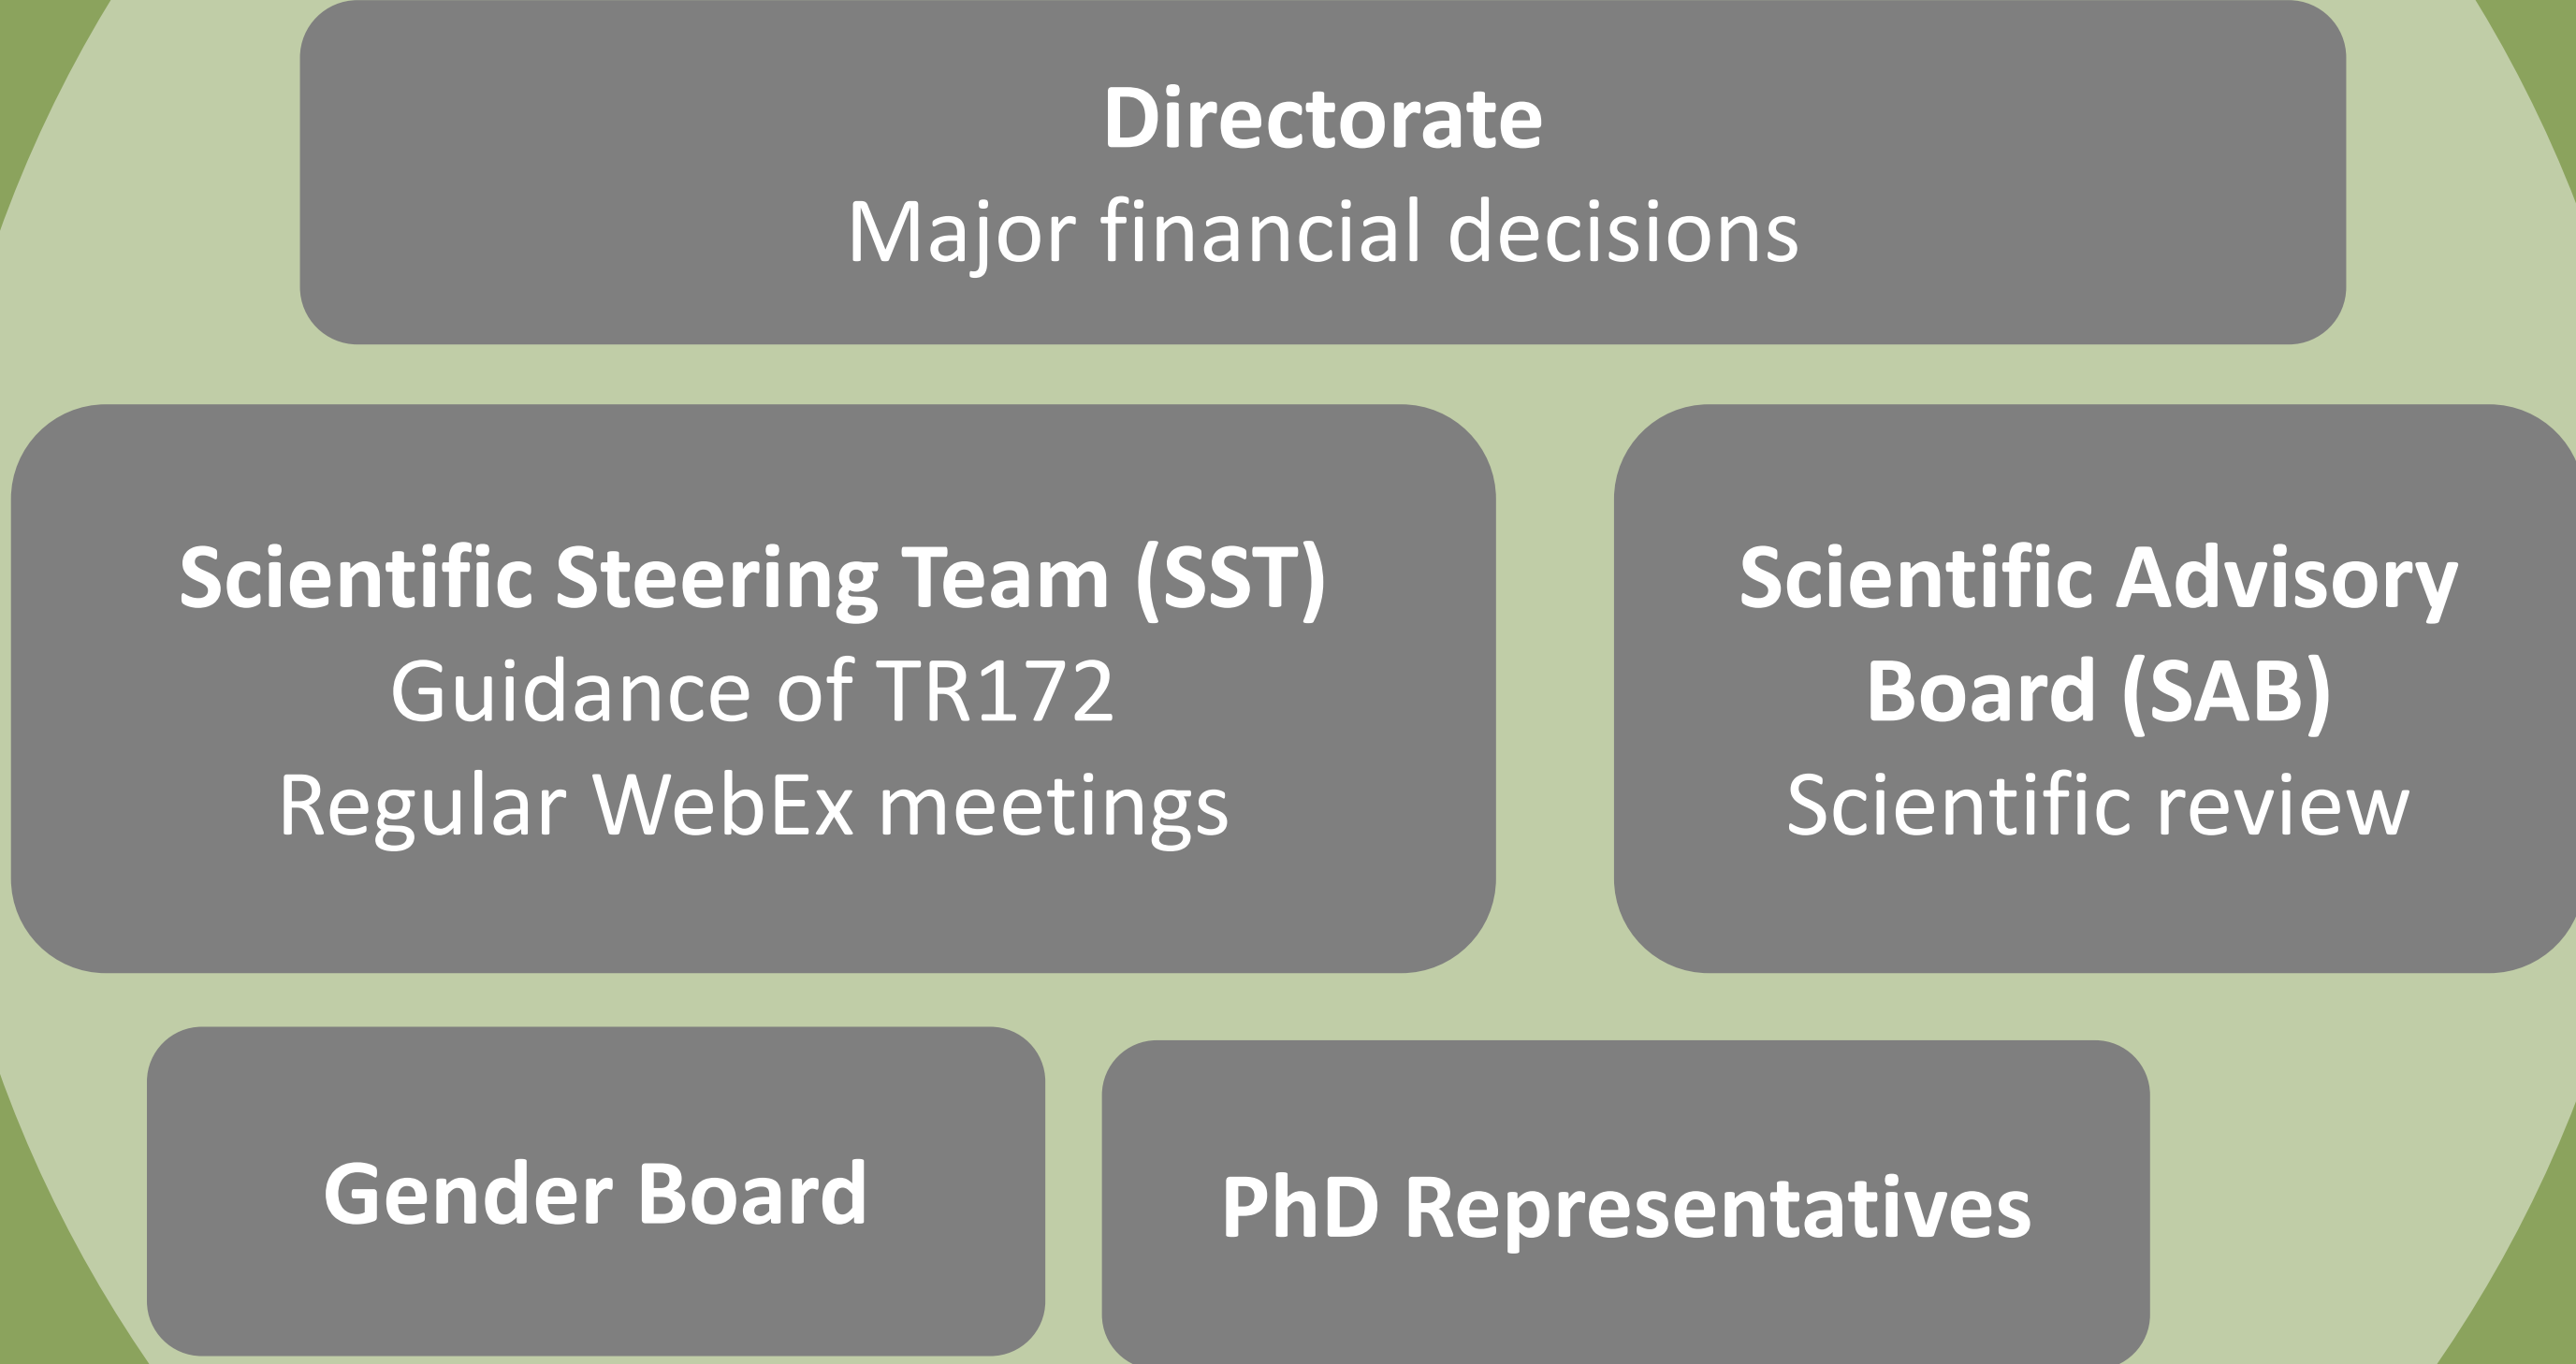 Directorate
Major financial decisions
Scientific Steering Team (SST)
Guidance of TR172
Regular WebEx meetings
Scientific Advisory
Board (SAB)
Scientific review
Gender Board
PhD Representatives